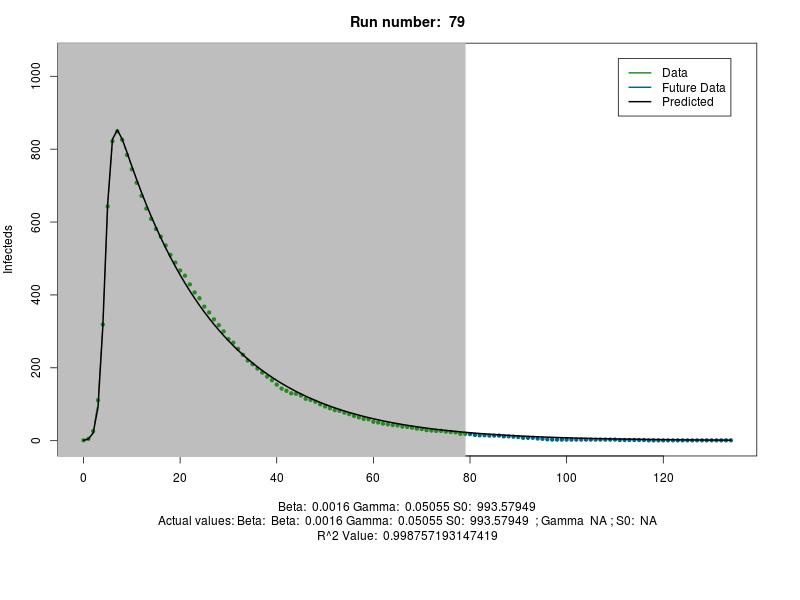 Run number: 79
1000
800
600
400
200
0
Infecteds
Data
Future Data
Predicted
0 20 40 60 80 100 120
Beta: 0.0016 Gamma: 0.05055 S0: 993.57949
Actual values: Beta: Beta: 0.0016 Gamma: 0.05055 S0: 993.57949 ; Gamma NA ; S0: NA
R^2 Value: 0.998757193147419